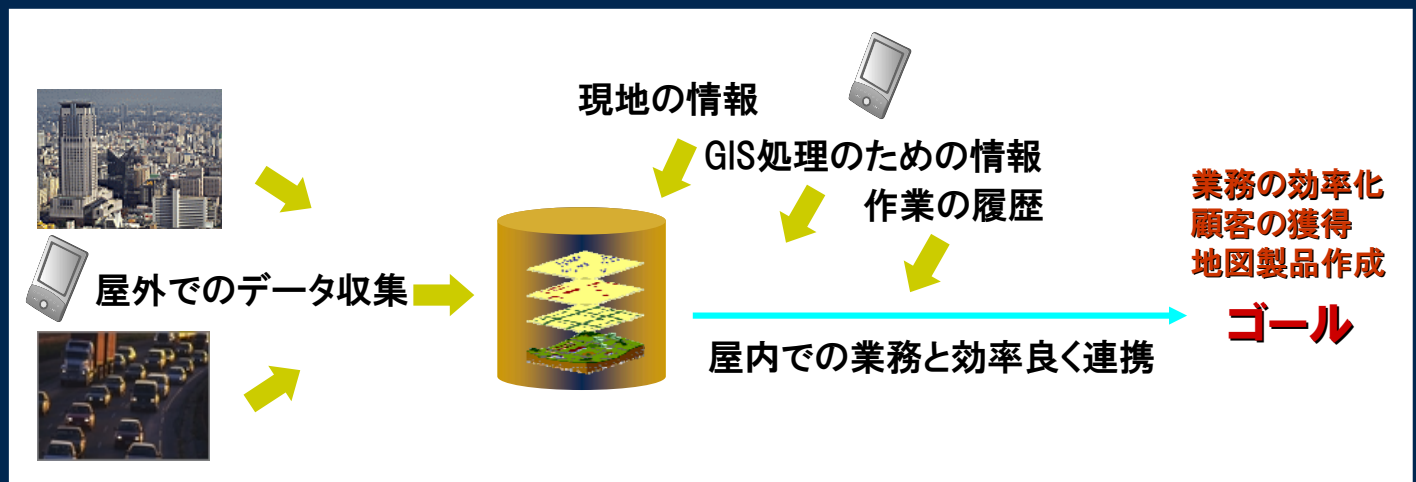 現地の情報
GIS処理のための情報
作業の履歴
屋外でのデータ収集
屋内での業務と効率良く連携
業務の効率化
顧客の獲得
地図製品作成
ゴール